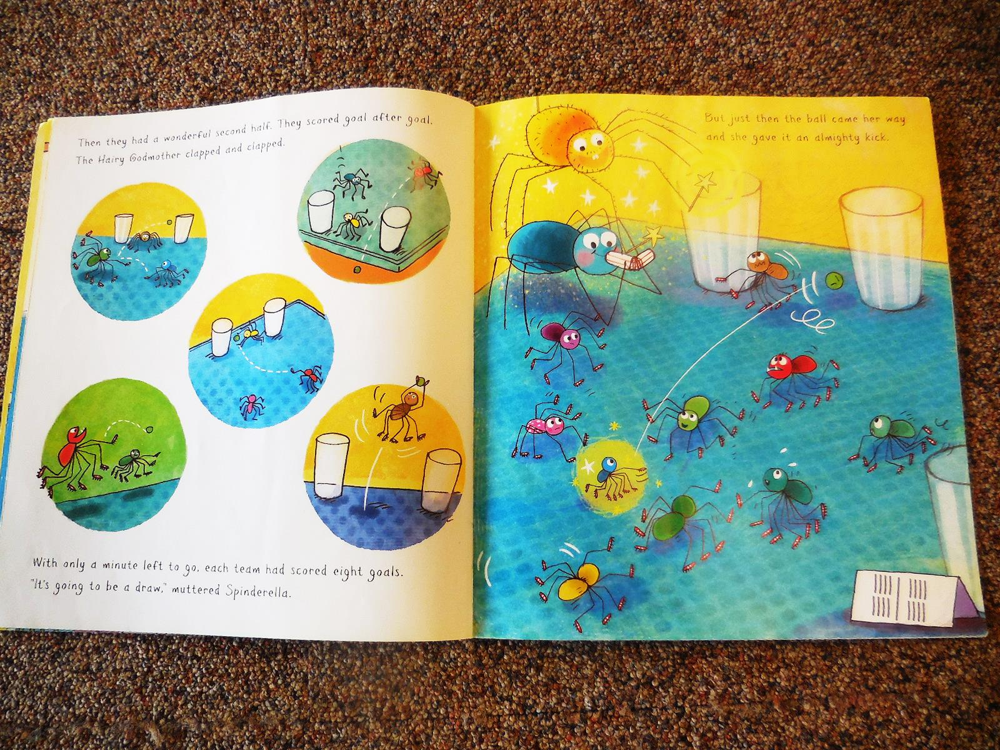 Then they had a wonderful second half. They scored goal after goal.
The Hairy Godmother clapped and clapped.
With only a minute left to go, each team had scored eight goals.
"It's going to be a draw," muttered Spinderella.
But just then the ball came her way
and she gave it an almighty kick.